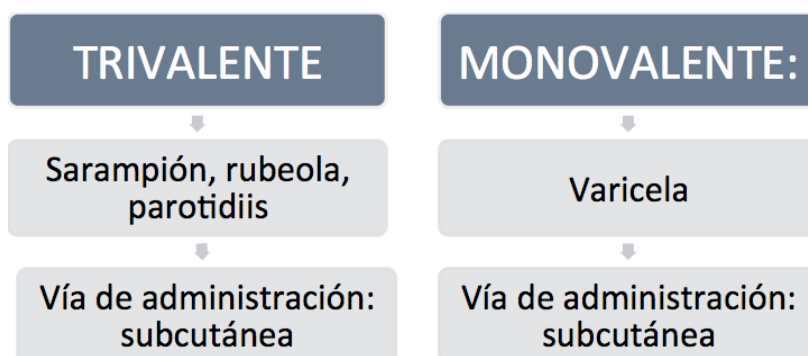 TRIVALENTE
Sarampión, rubeola,
parotidiis
Vía de administración:
subcutánea
MONOVALENTE:
Varicela
Vía de administración:
subcutánea